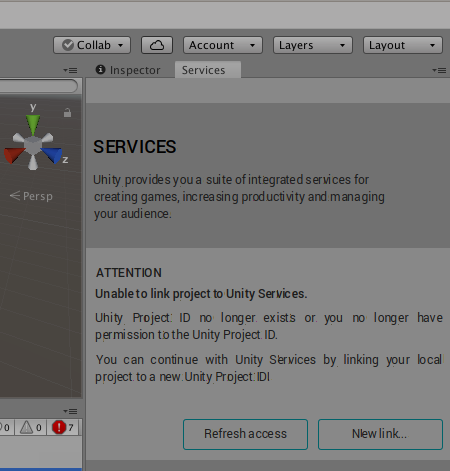 Collab
Account
Layers
Layout
Inspector
Services
y
z
Persp
SERVICES
Unity provides you a suite of integrated services for
creating games, increasing productivity and managing
your audience.
ATTENTION
Unable to link project to Unity Services.
Unity Project ID no longer exists or you no longer have
permission to the Unity Project ID.
You can continue with Unity Services by linking your local
project to a new Unity Project ID!
Refresh access
New link...
0
0
7